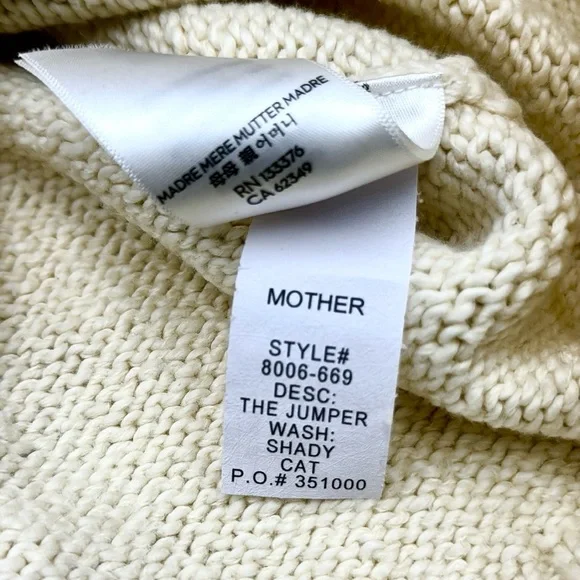 MADRE MERE MUTTER MADRE
母母 親 어머니
RN 133376
CA 62349
MOTHER
STYLE#
8006-669
DESC:
THE JUMPER
WASH:
SHADY
CAT
P.O.# 351000